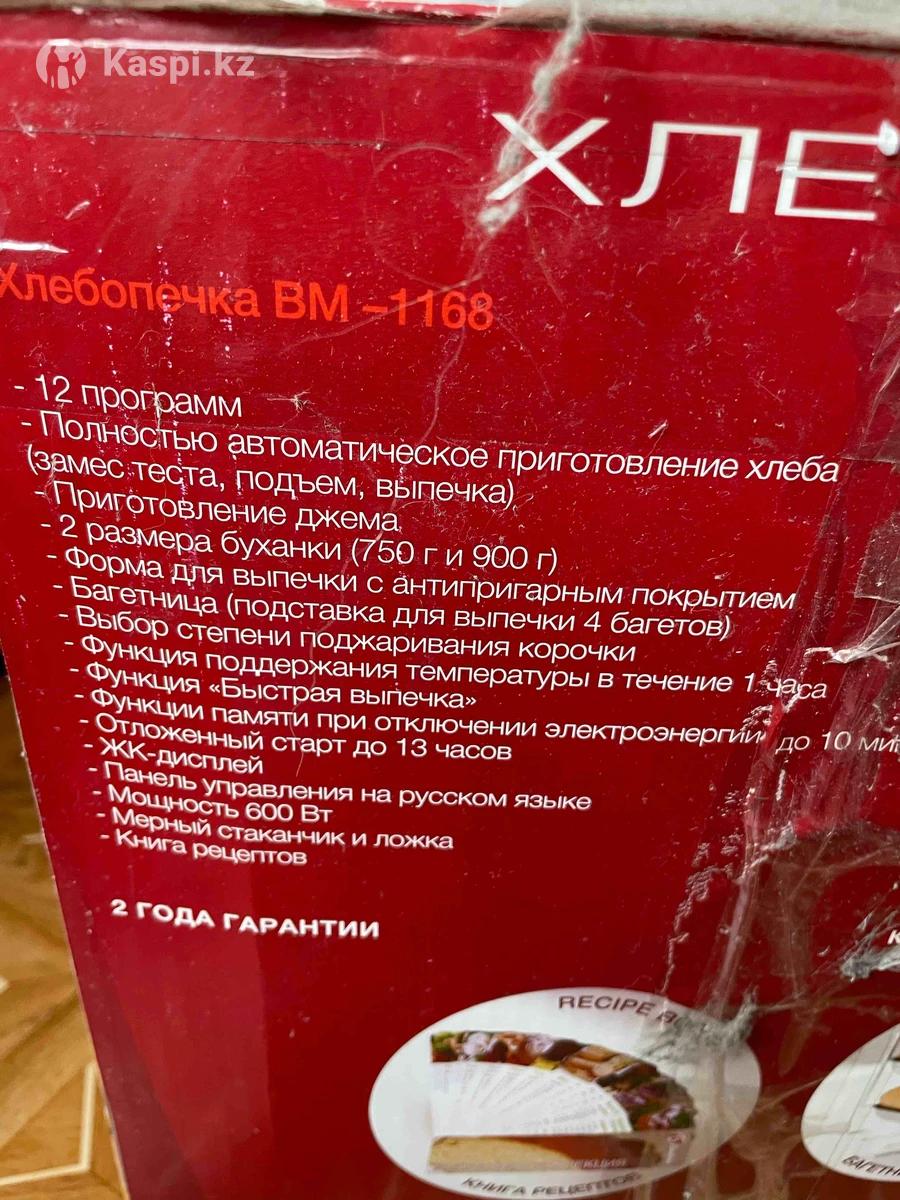 Kaspi.kz
ХЛЕ
Хлебопечка BM –1168
- 12 программ
- Полностью автоматическое приготовление хлеба
(замес теста, подъем, выпечка)
- Приготовление джема
- 2 размера буханки (750 г и 900 г)
- Форма для выпечки с антипригарным покрытием
- Багетница (подставка для выпечки 4 багетов)
- Выбор степени поджаривания корочки
- Функция поддержания температуры в течение 1 часа
- Функция «Быстрая выпечка»
- Функции памяти при отключении электроэнергии до 10 ми
- Отложенный старт до 13 часов
- ЖК-дисплей
- Панель управления на русском языке
- Мощность 600 Вт
- Мерный стаканчик и ложка
- Книга рецептов
2 ГОДА ГАРАНТИИ
RECIPE
КНИГА РЕЦЕПТОВ